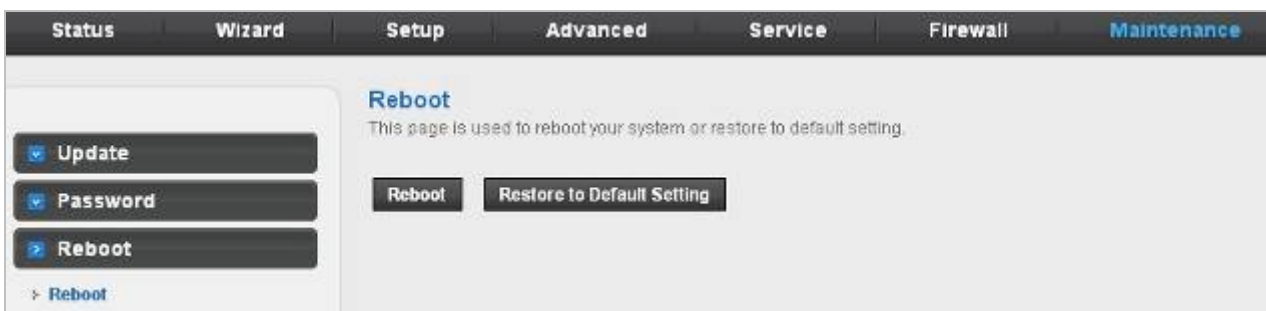 Status Wizard Setup Advanced Service Firewall Maintenance
Update
Password
Reboot
Reboot
Reboot
This page is used to reboot your system or restore to default setting.
Reboot Restore to Default Setting